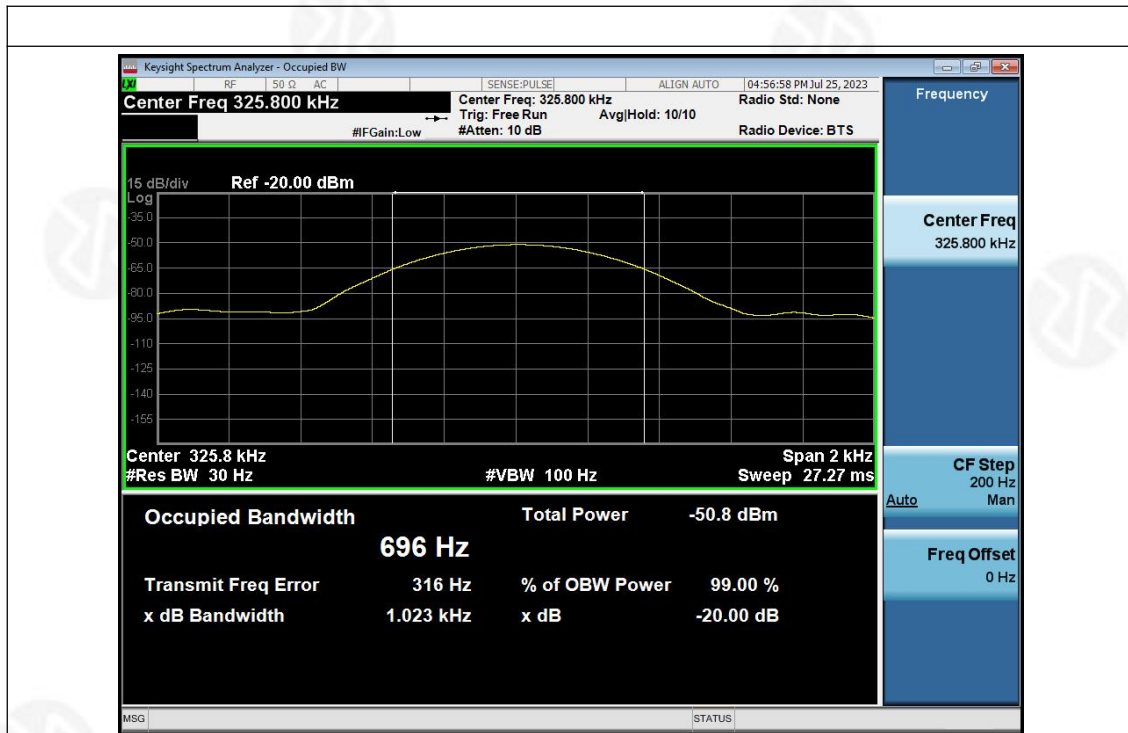 Keysight Spectrum Analyzer - Occupied BW
LXI RF 50 Ω AC SENSE:PULSE ALIGN AUTO 04:56:58 PM Jul 25, 2023
Center Freq 325.800 kHz Center Freq: 325.800 kHz Radio Std: None
Trig: Free Run Avg|Hold: 10/10
#IFGain:Low #Atten: 10 dB Radio Device: BTS
15 dB/div Ref -20.00 dBm
Log
-35.0
-50.0
-65.0
-80.0
-95.0
-110
-125
-140
-155
Center 325.8 kHz Span 2 kHz
#Res BW 30 Hz #VBW 100 Hz Sweep 27.27 ms
Occupied Bandwidth Total Power -50.8 dBm
696 Hz
Transmit Freq Error 316 Hz % of OBW Power 99.00 %
x dB Bandwidth 1.023 kHz x dB -20.00 dB
MSG STATUS
Frequency
Center Freq
325.800 kHz
CF Step
200 Hz
Auto Man
Freq Offset
0 Hz